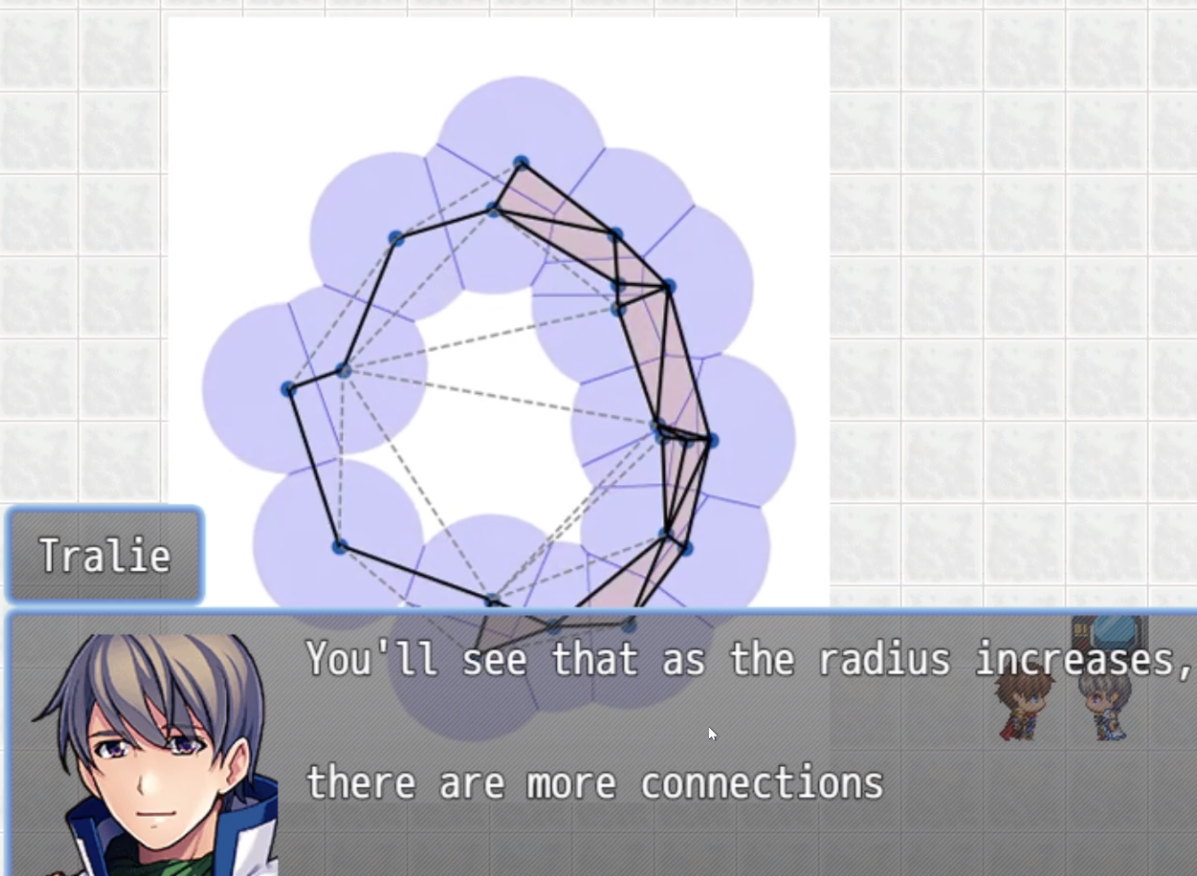 Tralie
You'll see that as the radius increases,
there are more connections